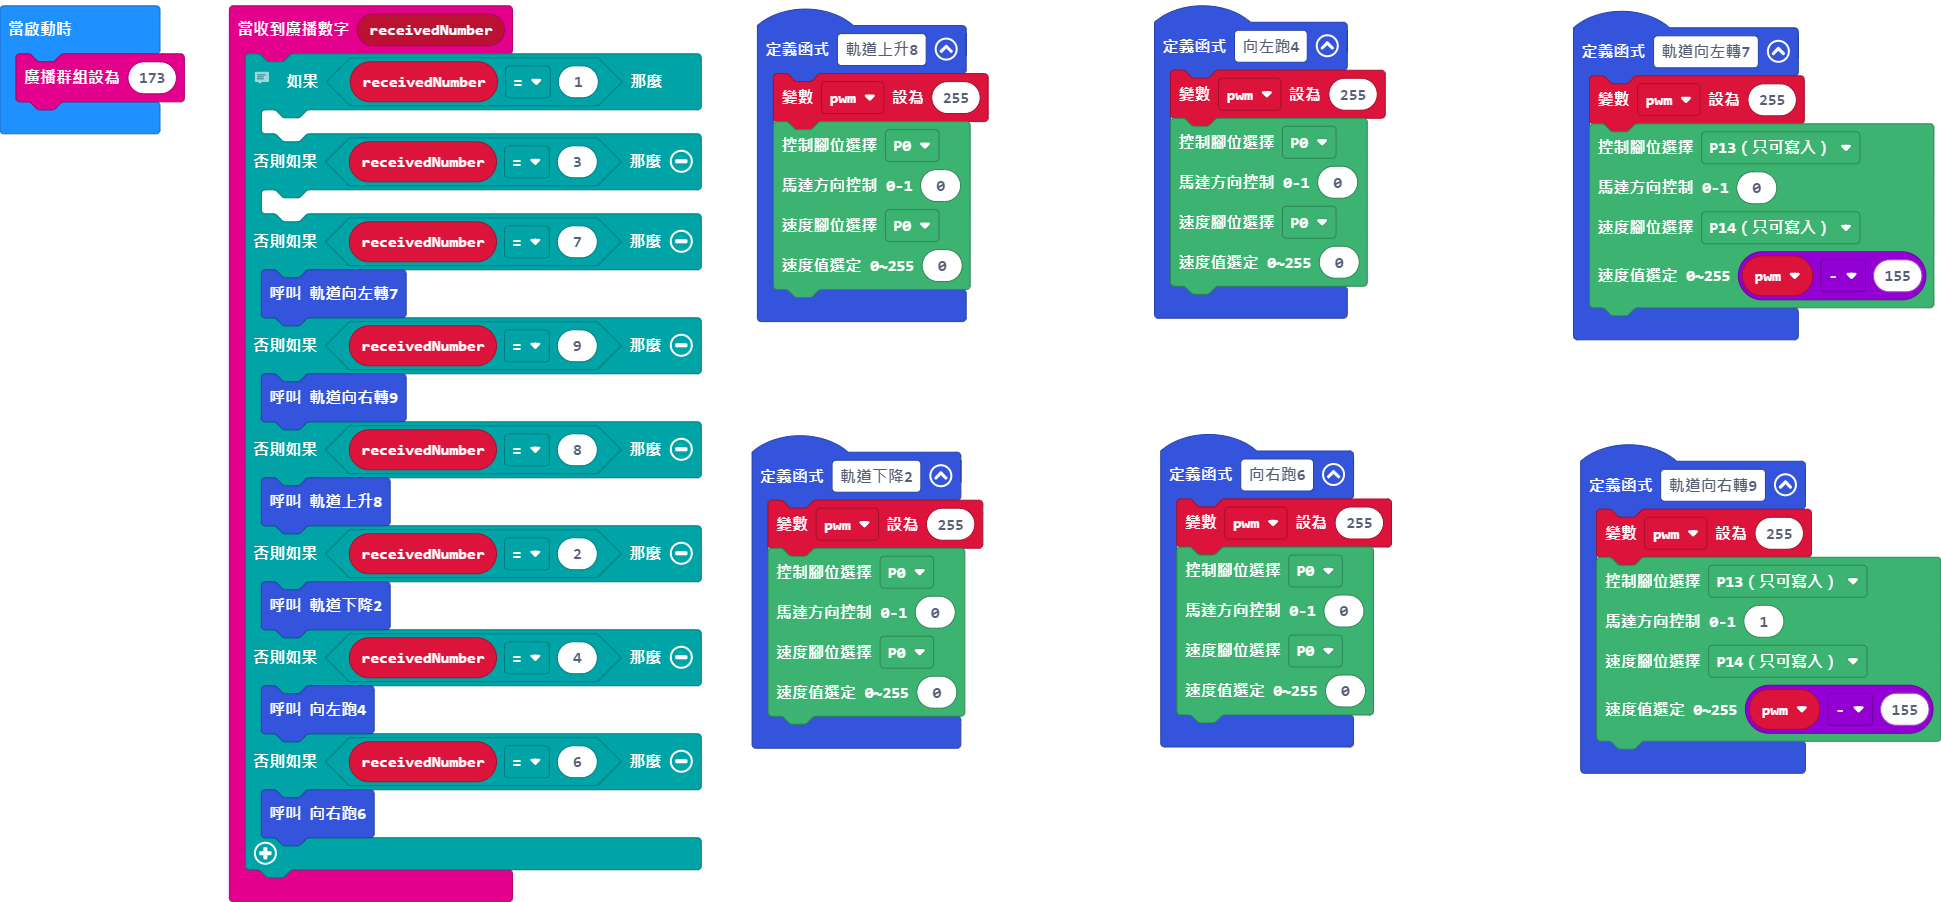 當啟動時
廣播群組設為 173
當收到廣播數字 receivedNumber
如果 receivedNumber = 1 那麼
否則如果 receivedNumber = 3 那麼
否則如果 receivedNumber = 7 那麼
呼叫 軌道向左轉7
否則如果 receivedNumber = 9 那麼
呼叫 軌道向右轉9
否則如果 receivedNumber = 8 那麼
呼叫 軌道上升8
否則如果 receivedNumber = 2 那麼
呼叫 軌道下降2
否則如果 receivedNumber = 4 那麼
呼叫 向左跑4
否則如果 receivedNumber = 6 那麼
呼叫 向右跑6
定義函式 軌道上升8
變數 pwm 設為 255
控制腳位選擇 P0
馬達方向控制 0-1 0
速度腳位選擇 P0
速度值選定 0~255 0
定義函式 向左跑4
變數 pwm 設為 255
控制腳位選擇 P0
馬達方向控制 0-1 0
速度腳位選擇 P0
速度值選定 0~255 0
定義函式 軌道向左轉7
變數 pwm 設為 255
控制腳位選擇 P13（只可寫入）
馬達方向控制 0-1 0
速度腳位選擇 P14（只可寫入）
速度值選定 0~255 pwm - 155
定義函式 軌道下降2
變數 pwm 設為 255
控制腳位選擇 P0
馬達方向控制 0-1 0
速度腳位選擇 P0
速度值選定 0~255 0
定義函式 向右跑6
變數 pwm 設為 255
控制腳位選擇 P0
馬達方向控制 0-1 0
速度腳位選擇 P0
速度值選定 0~255 0
定義函式 軌道向右轉9
變數 pwm 設為 255
控制腳位選擇 P13（只可寫入）
馬達方向控制 0-1 1
速度腳位選擇 P14（只可寫入）
速度值選定 0~255 pwm - 155